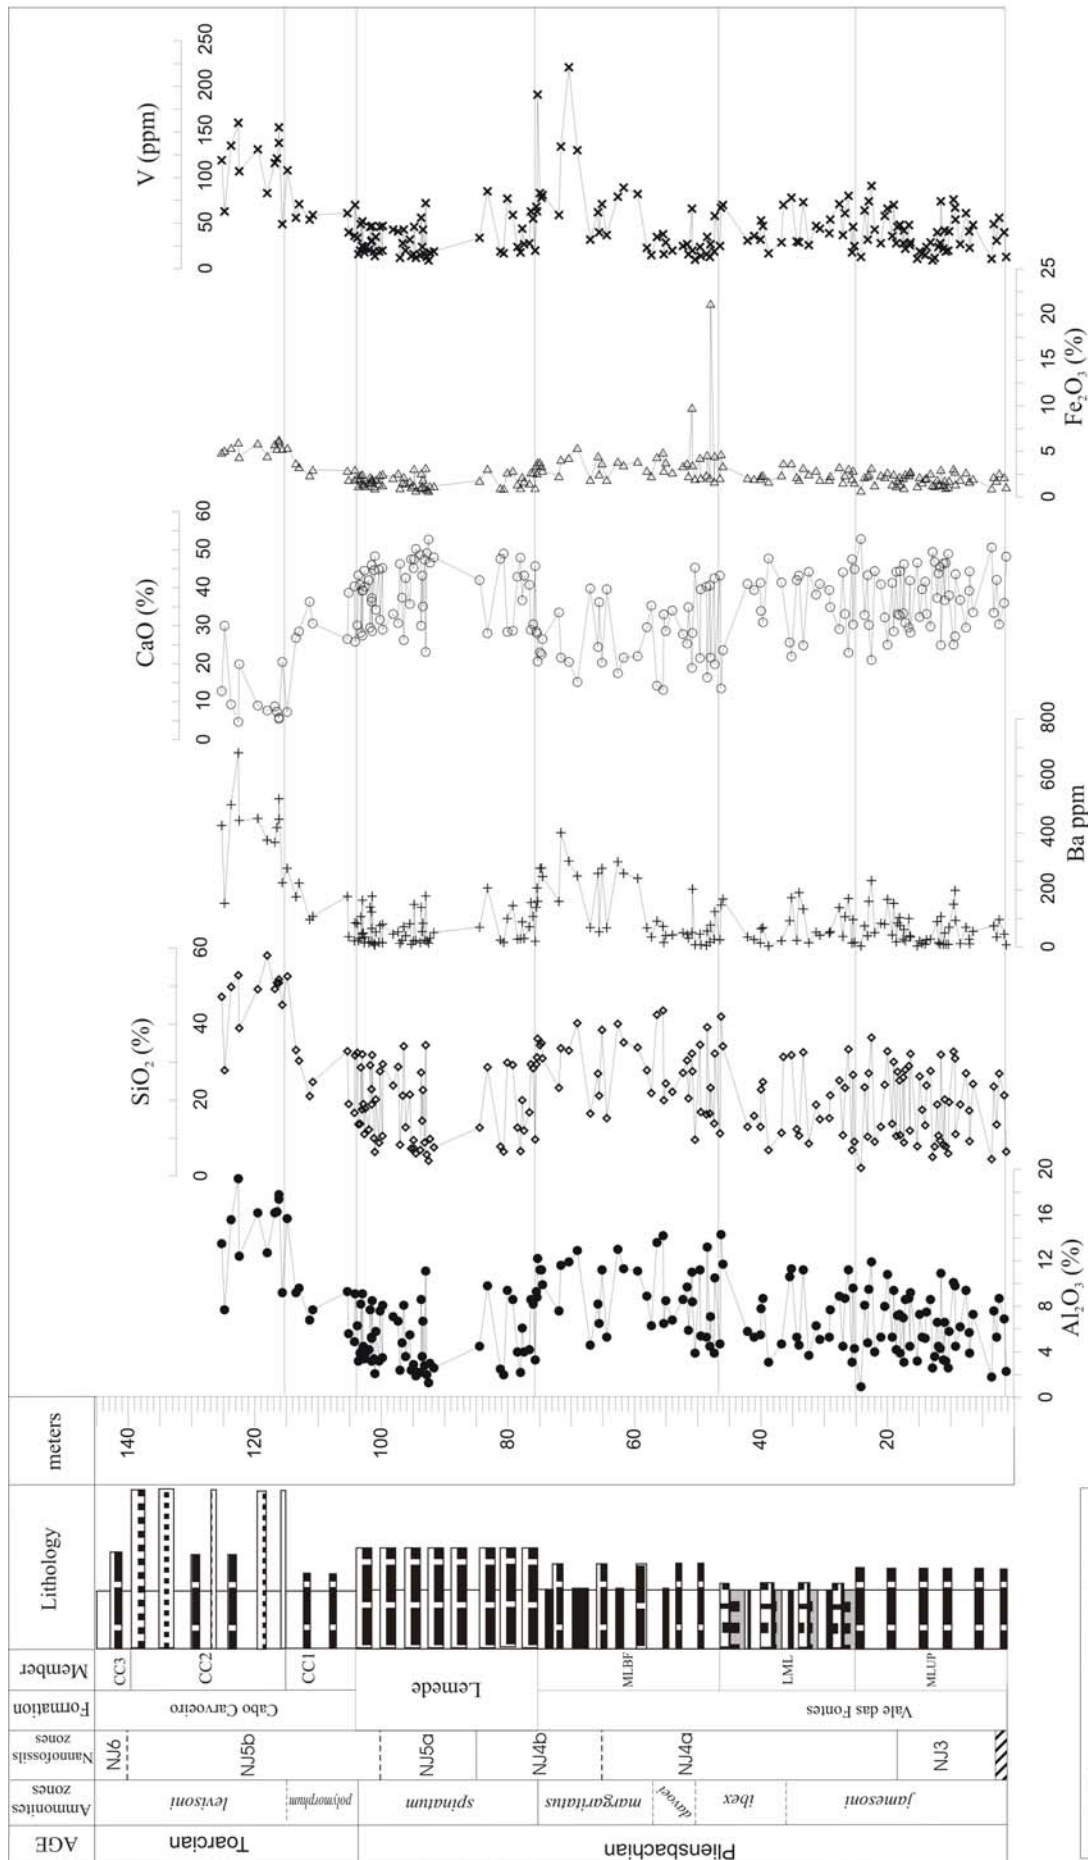 AGE
Ammonites zones
Nannofossils zones
Formation
Member
Lithology
meters
Toarcian
Pliensbachian
levisoni
polymorphum
spinatum
margaritatus
davoei
ibex
jamesoni
NJ6
NJ5b
NJ5a
NJ4b
NJ4a
NJ3
Cabo Carvoeiro
Lemede
Vale das Fontes
CC3
CC2
CC1
MLBF
LML
MLUP
140
120
100
80
60
40
20
Al₂O₃ (%)
0 4 8 12 16 20
SiO₂ (%)
0 20 40 60
Ba ppm
0 200 400 600 800
CaO (%)
0 10 20 30 40 50 60
Fe₂O₃ (%)
0 5 10 15 20 25
V (ppm)
0 50 100 150 200 250